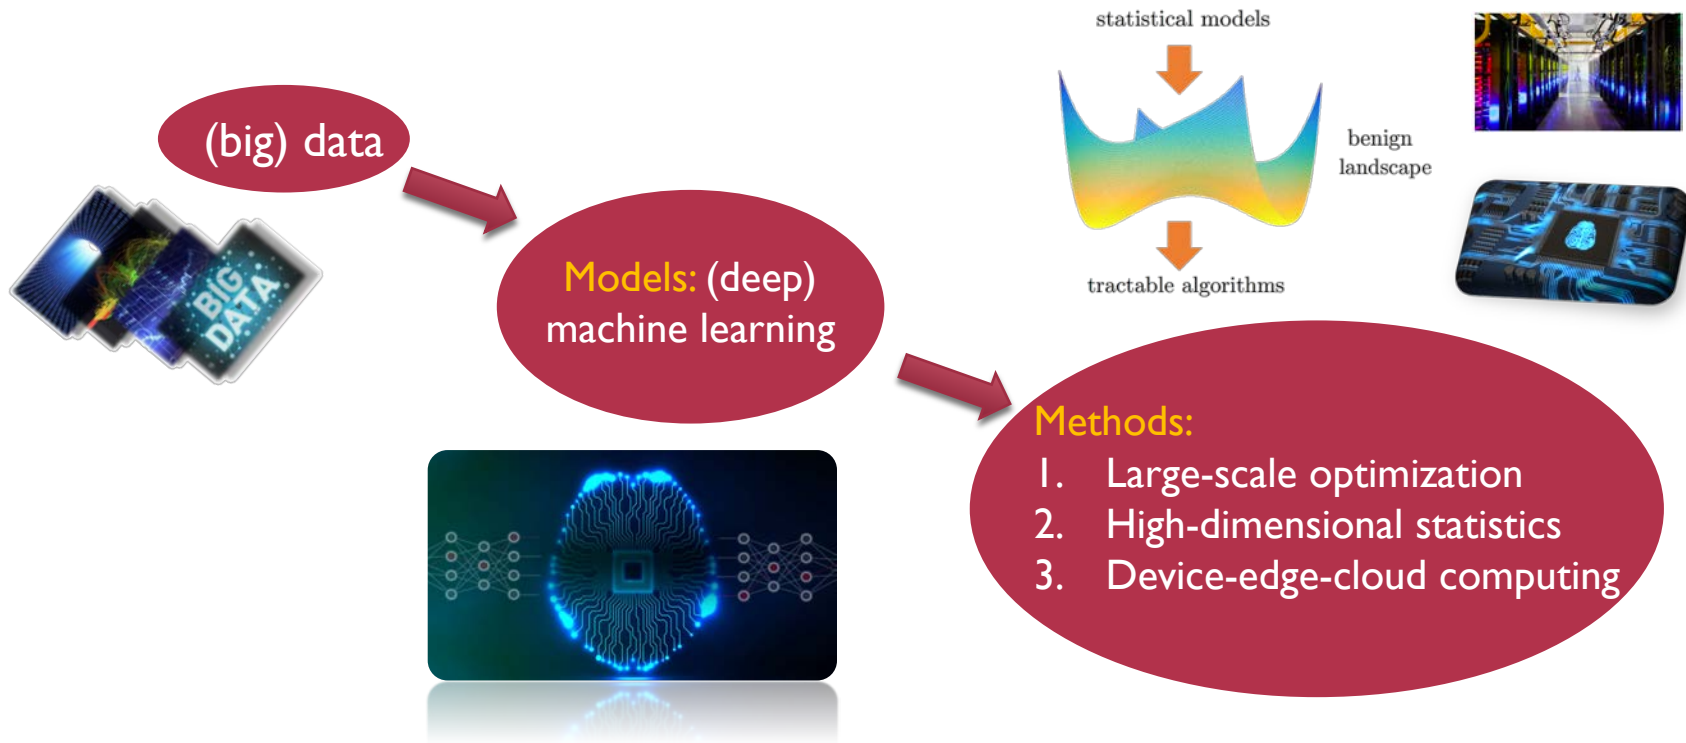 (big) data
BIG
DATA
Models: (deep)
machine learning
statistical models
benign
landscape
tractable algorithms
Methods:
1. Large-scale optimization
2. High-dimensional statistics
3. Device-edge-cloud computing